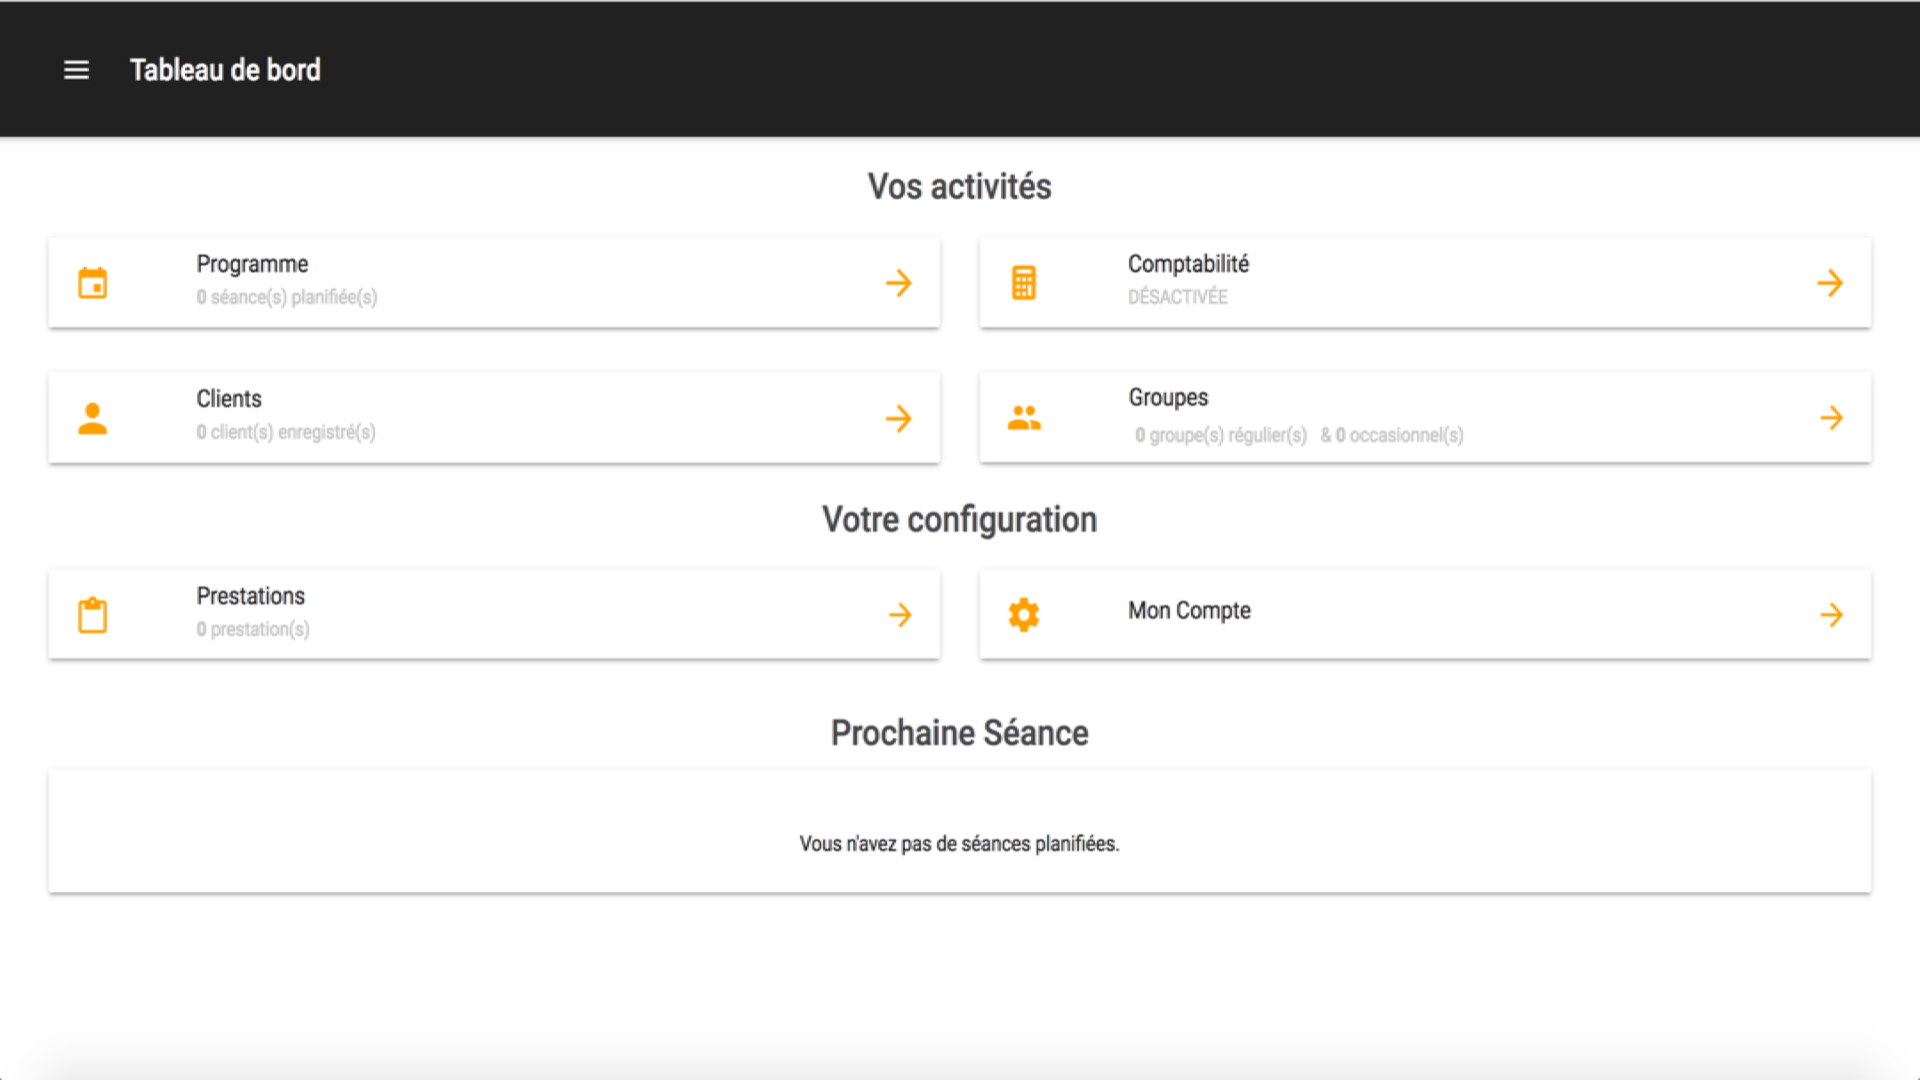 Tableau de bord
Vos activités
Programme
0 séance(s) planifiée(s)
Comptabilité
DÉSACTIVÉE
Clients
0 client(s) enregistré(s)
Groupes
0 groupe(s) régulier(s) & 0 occasionnel(s)
Votre configuration
Prestations
0 prestation(s)
Mon Compte
Prochaine Séance
Vous n'avez pas de séances planifiées.